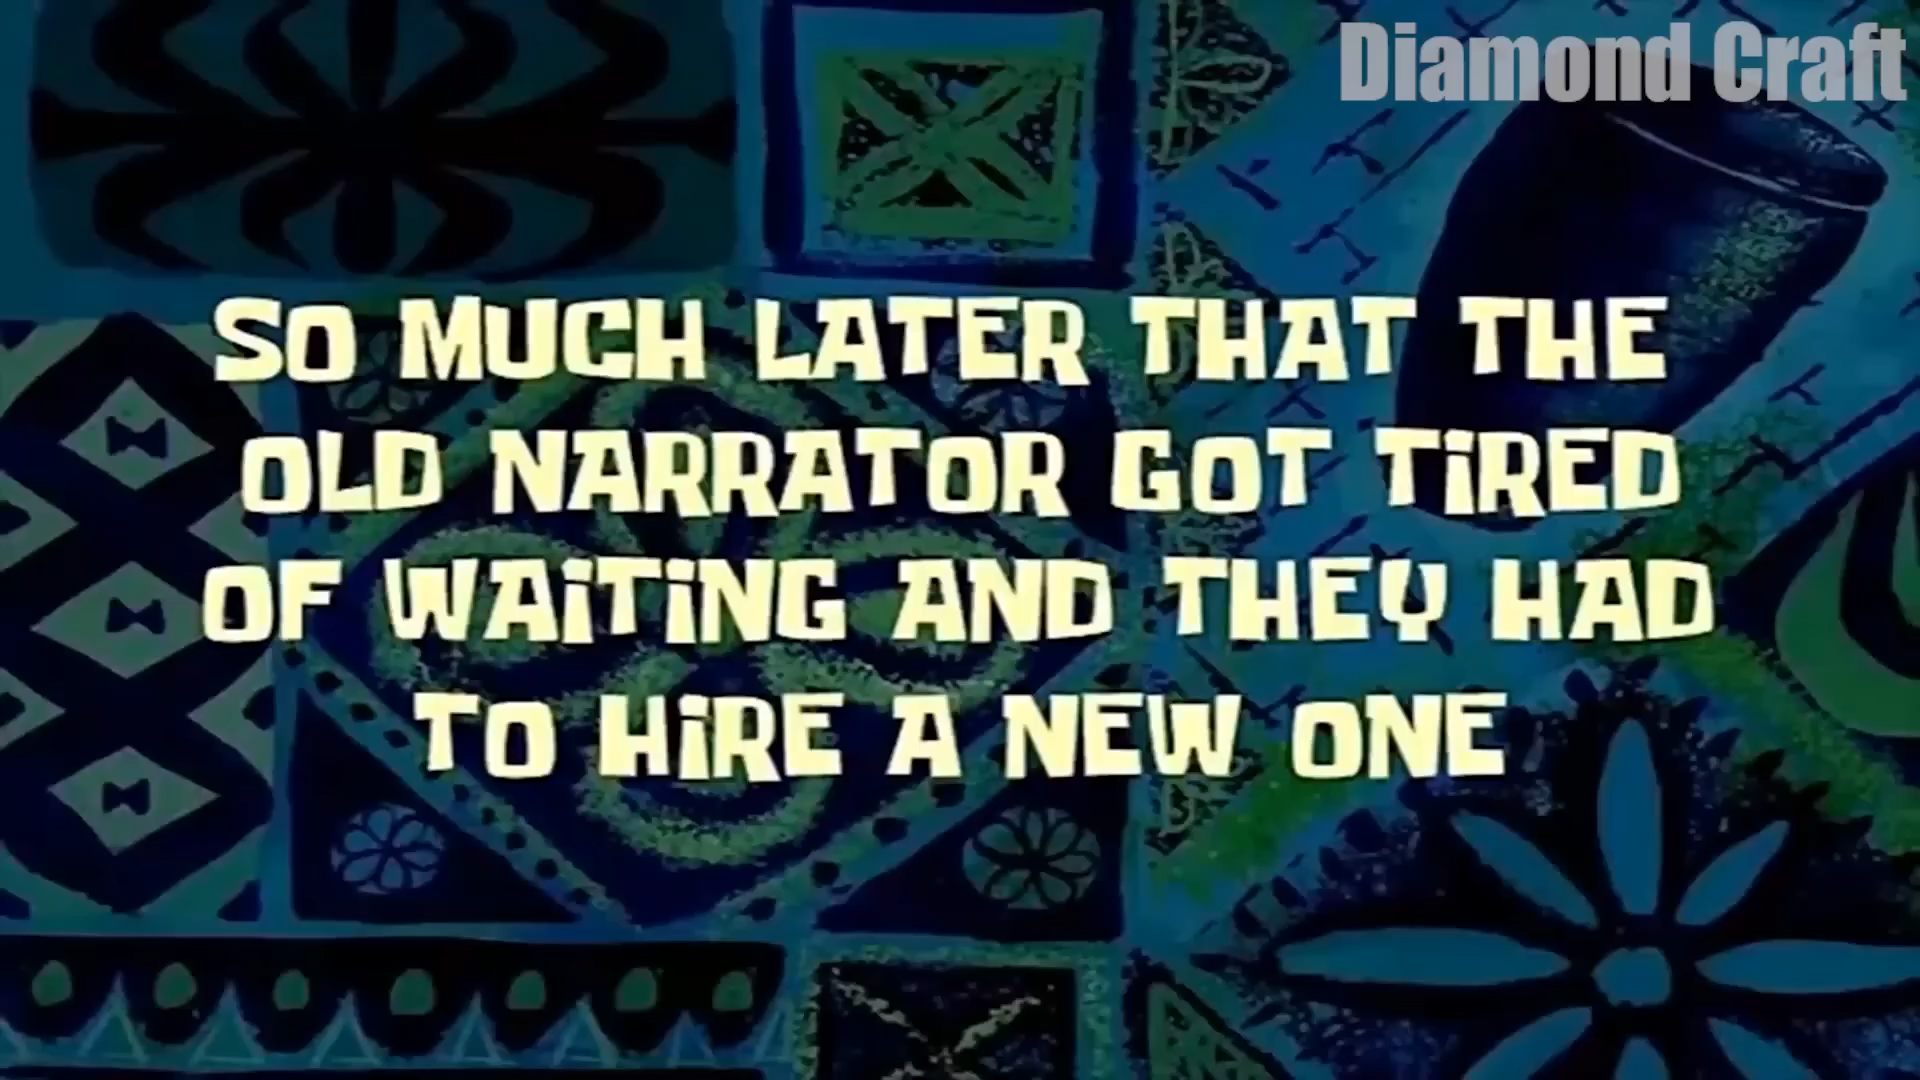 Diamond Craft
SO MUCH LATER THAT THE
OLD NARRATOR GOT TiRED
OF WAiTiNG AND THEY HAD
TO HiRE A NEW ONE